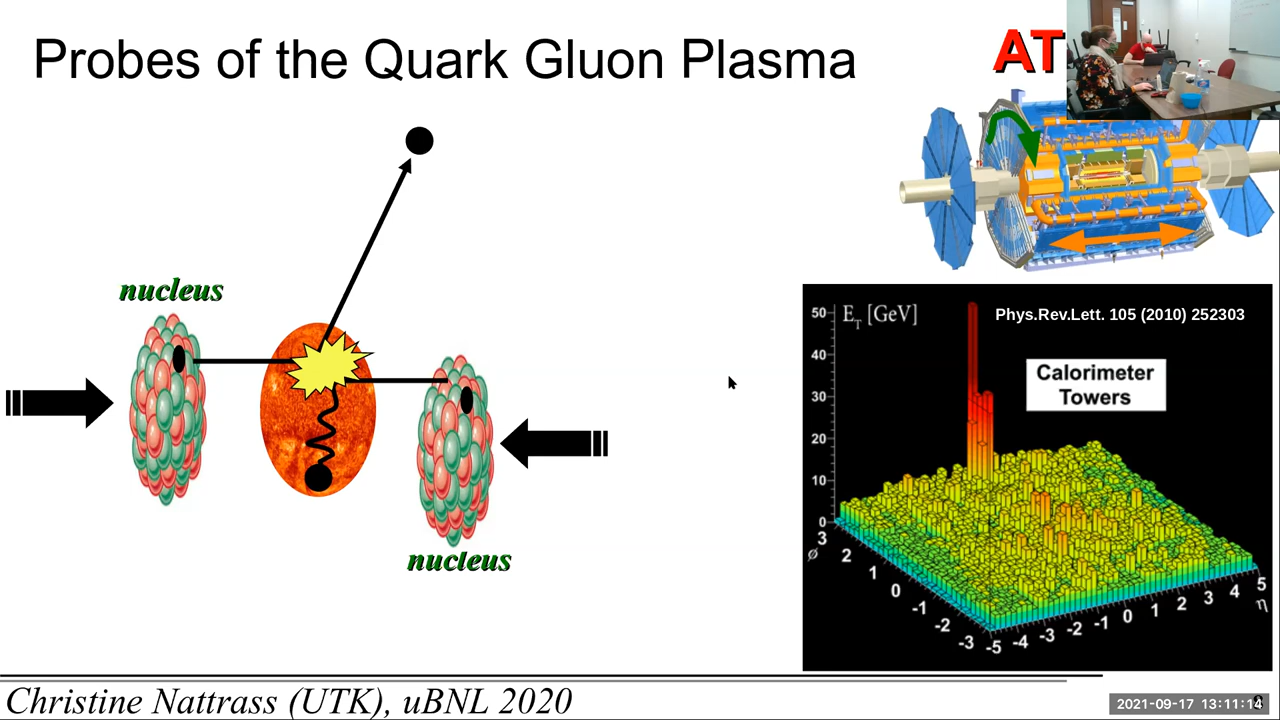 Probes of the Quark Gluon Plasma
AT
nucleus
nucleus
E_T [GeV]
Phys.Rev.Lett. 105 (2010) 252303
Calorimeter
Towers
50
40
30
20
10
0
3
2
1
0
-1
-2
-3
ϕ
-5
-4
-3
-2
-1
0
1
2
3
4
5
η
Christine Nattrass (UTK), uBNL 2020
2021-09-17 13:11:14